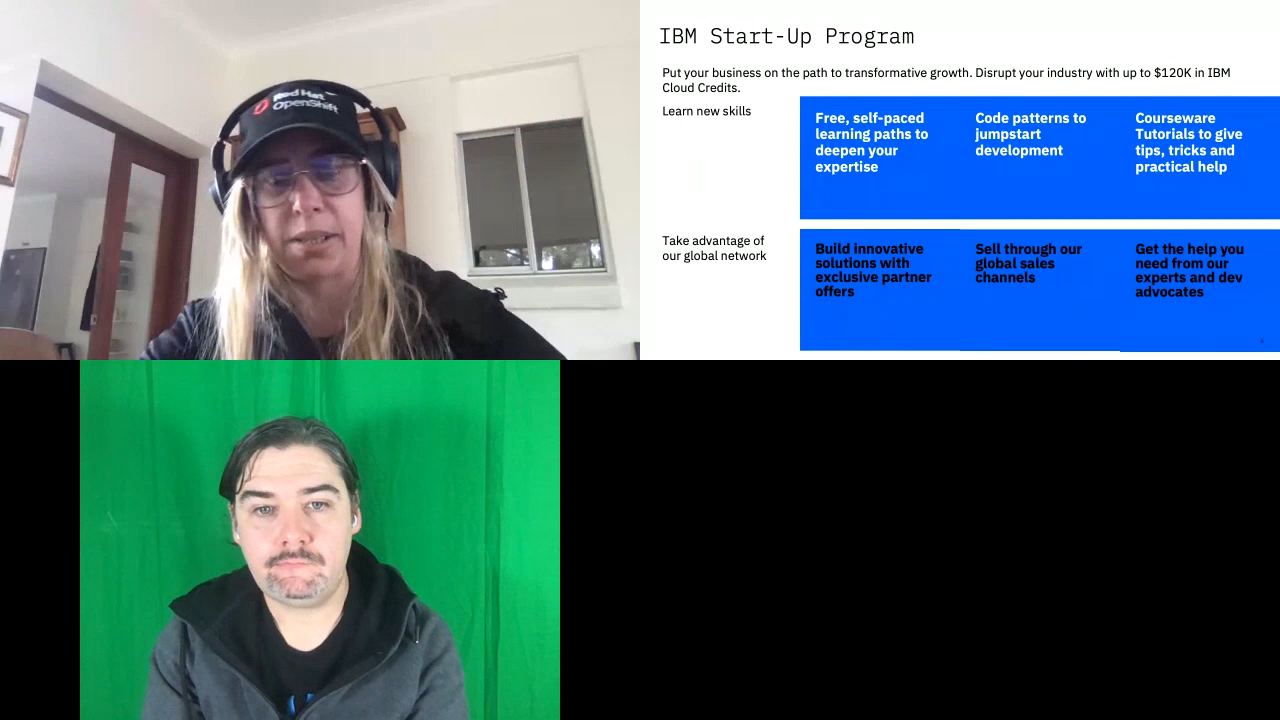 Red Hat
OpenShift
IBM Start-Up Program
Put your business on the path to transformative growth. Disrupt your industry with up to $120K in IBM
Cloud Credits.
Learn new skills
Free, self-paced
learning paths to
deepen your
expertise
Code patterns to
jumpstart
development
Courseware
Tutorials to give
tips, tricks and
practical help
Take advantage of
our global network
Build innovative
solutions with
exclusive partner
offers
Sell through our
global sales
channels
Get the help you
need from our
experts and dev
advocates